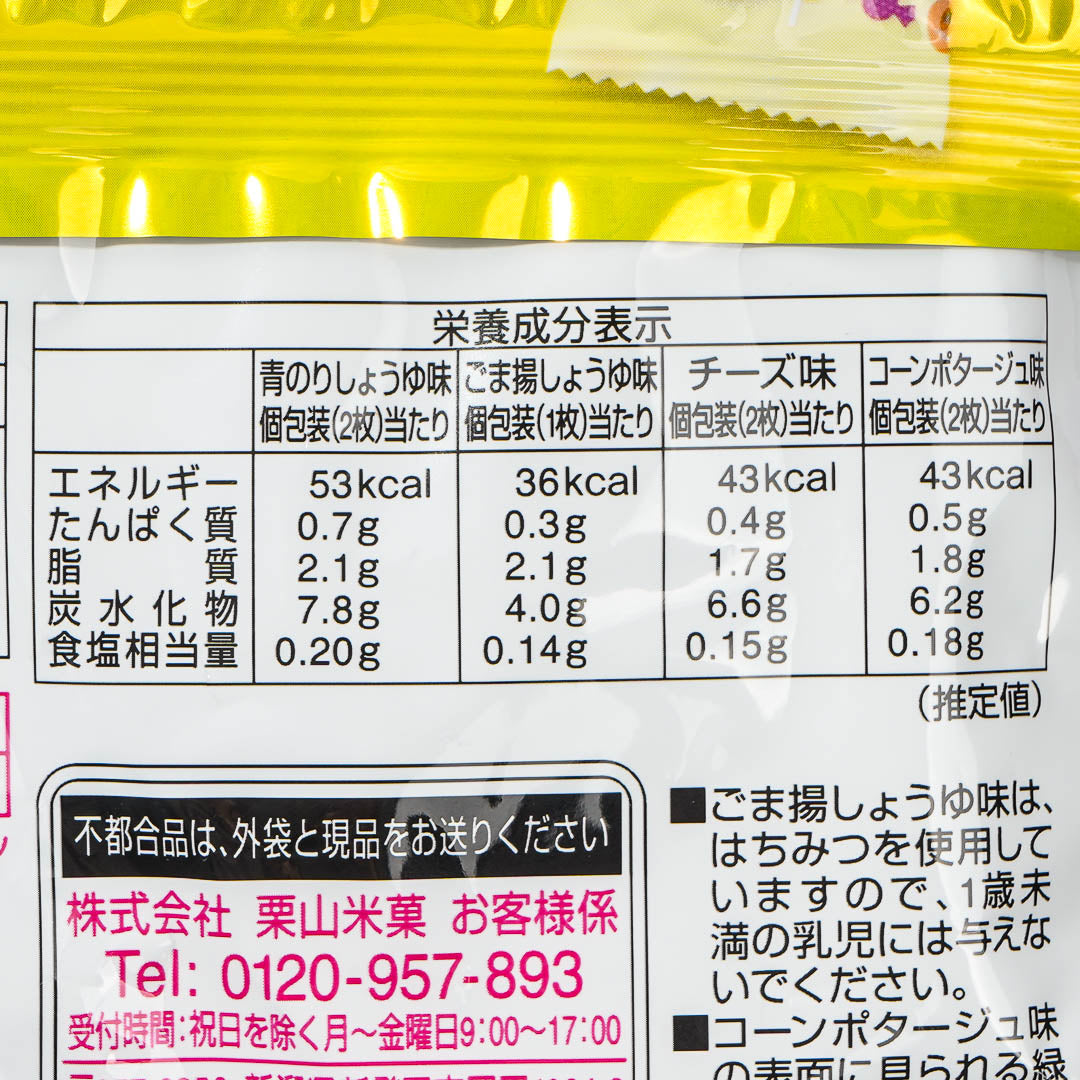 栄養成分表示
青のりしょうゆ味 ごま揚しょうゆ味 チーズ味 コーンポタージュ味
個包装(2枚)当たり 個包装(1枚)当たり 個包装(2枚)当たり 個包装(2枚)当たり
エネルギー 53kcal 36kcal 43kcal 43kcal
たんぱく質 0.7g 0.3g 0.4g 0.5g
脂質 2.1g 2.1g 1.7g 1.8g
炭水化物 7.8g 4.0g 6.6g 6.2g
食塩相当量 0.20g 0.14g 0.15g 0.18g
(推定値)
不都合品は、外袋と現品をお送りください
株式会社 栗山米菓 お客様係
Tel: 0120-957-893
受付時間:祝日を除く月〜金曜日9:00〜17:00
■ごま揚しょうゆ味は、
はちみつを使用して
いますので、1歳未
満の乳児には与えな
いでください。
■コーンポタージュ味
の表面に見られる緑